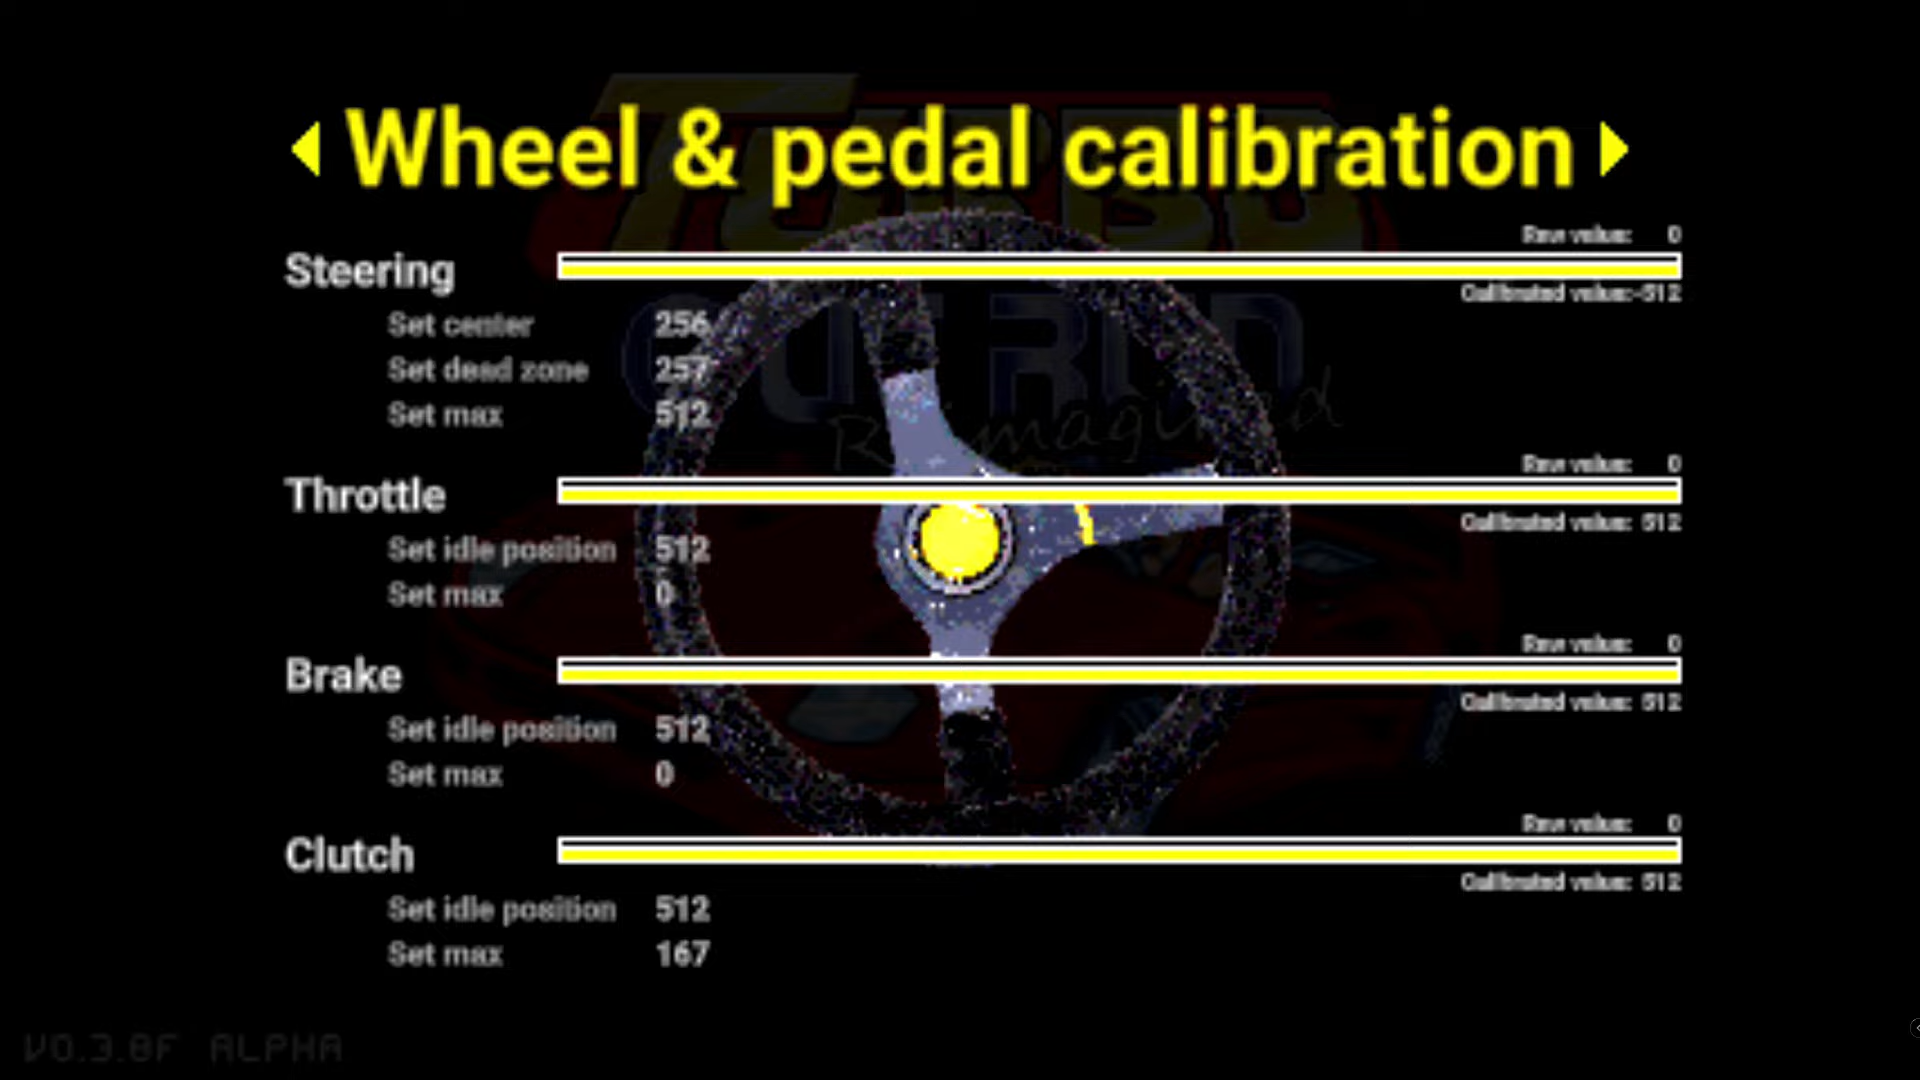 Wheel & pedal calibration
Raw value: 0
Steering
Calibrated value:-512
Set center 256
Set dead zone 257
Set max 512
Raw value: 0
Throttle
Calibrated value: 512
Set idle position 512
Set max 0
Raw value: 0
Brake
Calibrated value: 512
Set idle position 512
Set max 0
Raw value: 0
Clutch
Calibrated value: 512
Set idle position 512
Set max 167
TURBO
OUTRUN
Reimagined
V0.3.8F ALPHA